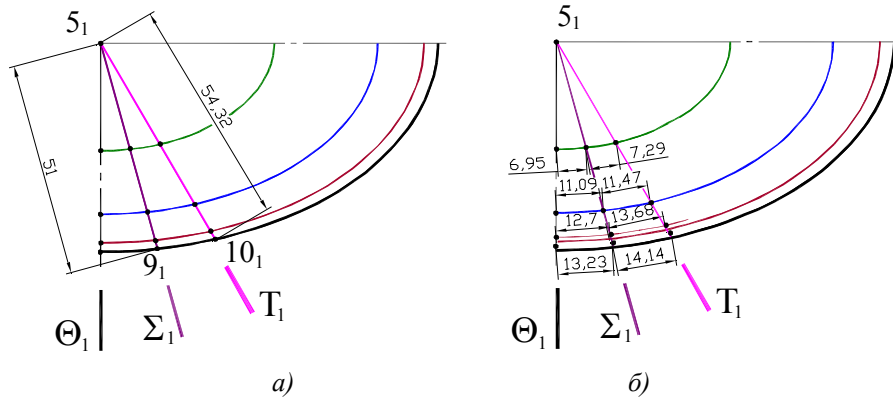 5₁
5₁
54,32
51
6,95
7,29
11,09
11,47
12,7
13,68
9₁
10₁
13,23
14,14
Θ₁
Σ₁
T₁
Θ₁
Σ₁
T₁
а)
б)